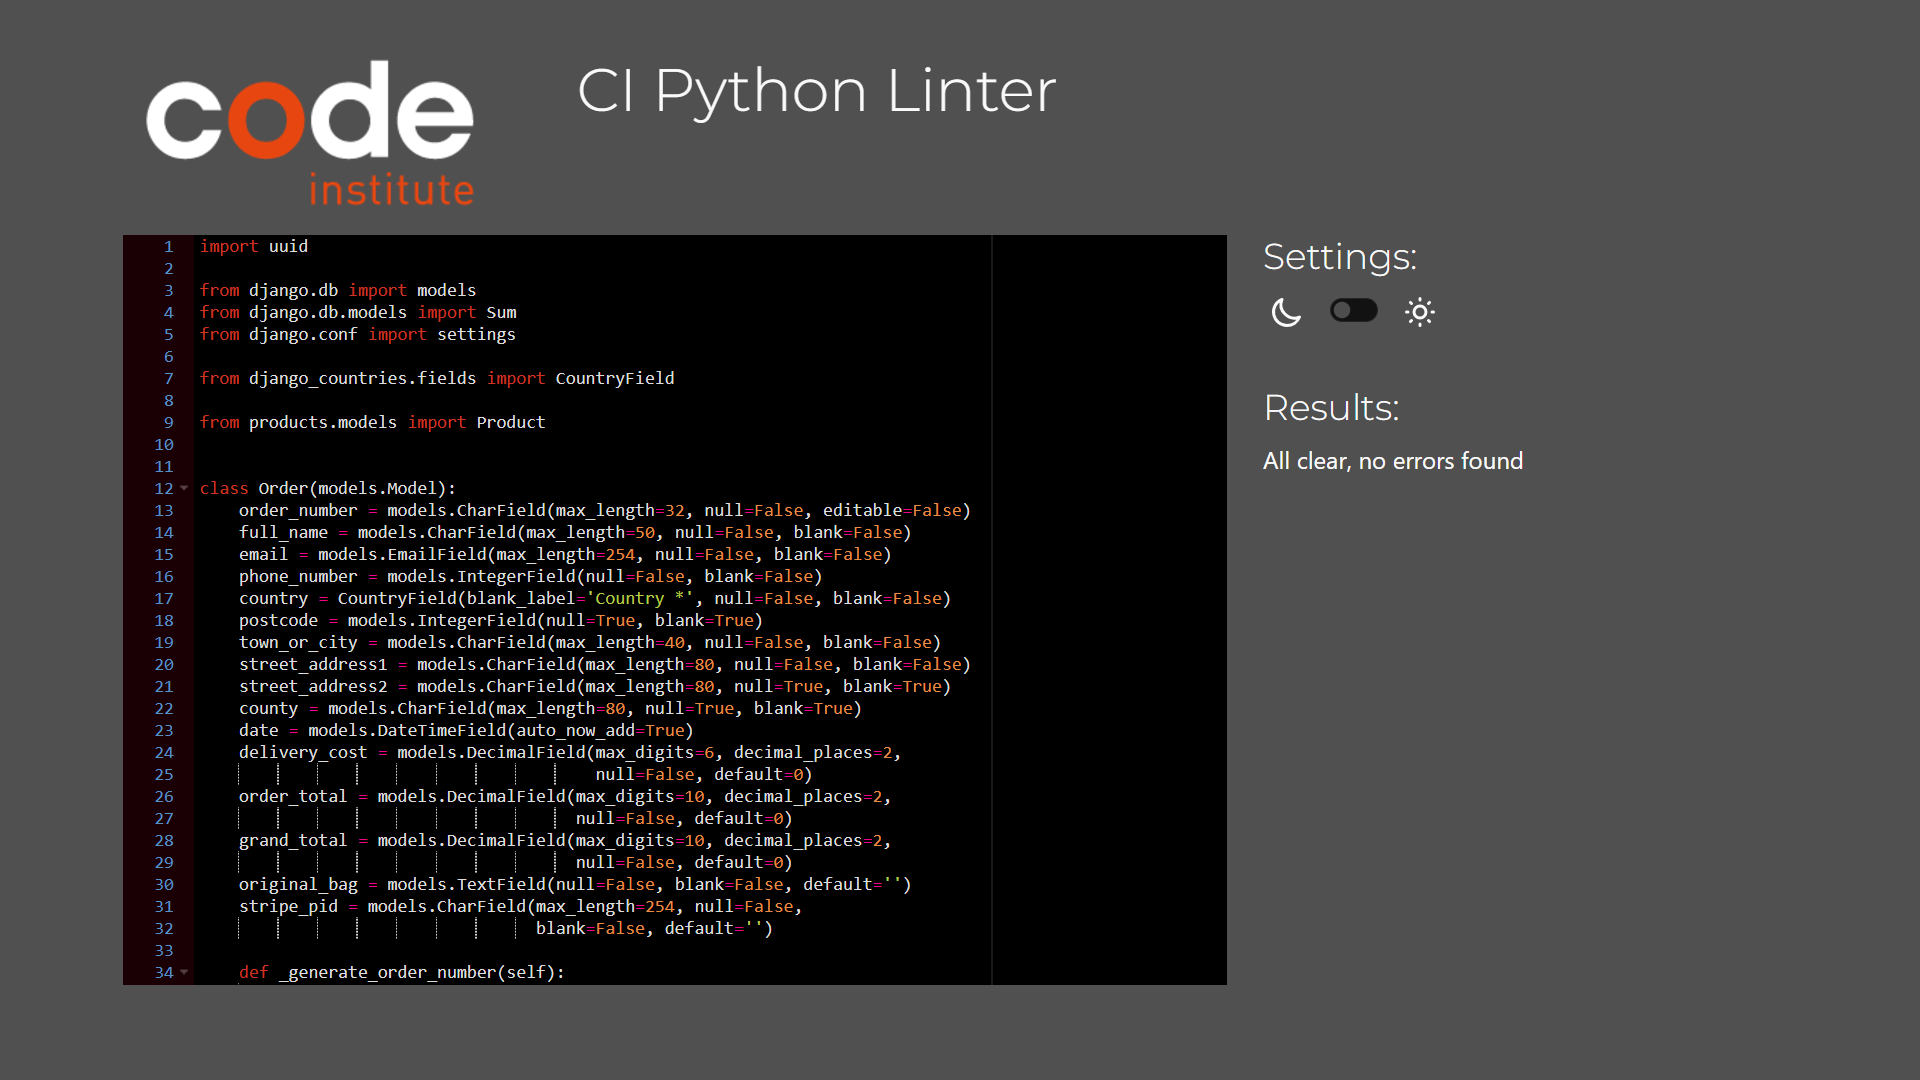 code
institute
CI Python Linter
1 import uuid
2
3 from django.db import models
4 from django.db.models import Sum
5 from django.conf import settings
6
7 from django_countries.fields import CountryField
8
9 from products.models import Product
10
11
12 class Order(models.Model):
13     order_number = models.CharField(max_length=32, null=False, editable=False)
14     full_name = models.CharField(max_length=50, null=False, blank=False)
15     email = models.EmailField(max_length=254, null=False, blank=False)
16     phone_number = models.IntegerField(null=False, blank=False)
17     country = CountryField(blank_label='Country *', null=False, blank=False)
18     postcode = models.IntegerField(null=True, blank=True)
19     town_or_city = models.CharField(max_length=40, null=False, blank=False)
20     street_address1 = models.CharField(max_length=80, null=False, blank=False)
21     street_address2 = models.CharField(max_length=80, null=True, blank=True)
22     county = models.CharField(max_length=80, null=True, blank=True)
23     date = models.DateTimeField(auto_now_add=True)
24     delivery_cost = models.DecimalField(max_digits=6, decimal_places=2,
25                                         null=False, default=0)
26     order_total = models.DecimalField(max_digits=10, decimal_places=2,
27                                       null=False, default=0)
28     grand_total = models.DecimalField(max_digits=10, decimal_places=2,
29                                       null=False, default=0)
30     original_bag = models.TextField(null=False, blank=False, default='')
31     stripe_pid = models.CharField(max_length=254, null=False,
32                                   blank=False, default='')
33
34     def _generate_order_number(self):
Settings:
Results:
All clear, no errors found